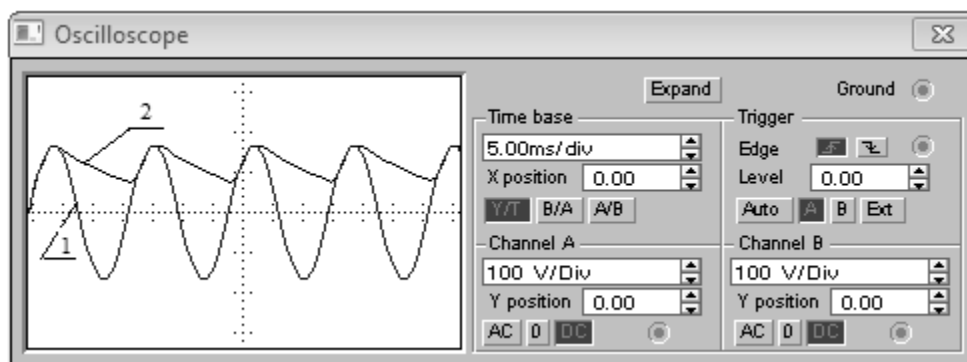 Oscilloscope
2
1
Expand Ground
Time base
5.00ms/div
X position 0.00
Y/T B/A A/B
Trigger
Edge
Level 0.00
Auto A B Ext
Channel A
100 V/Div
Y position 0.00
AC 0 DC
Channel B
100 V/Div
Y position 0.00
AC 0 DC